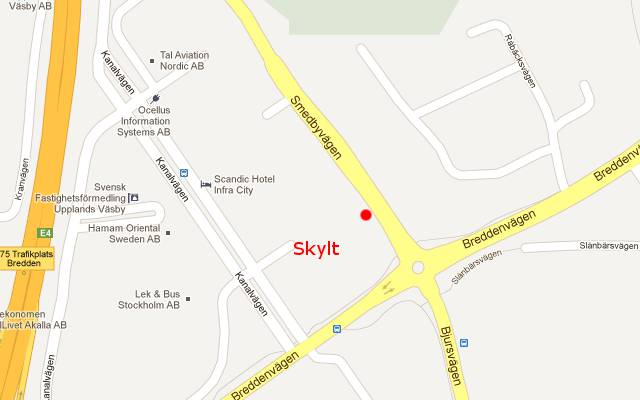 Väsby AB
Tal Aviation
Nordic AB
Kanalvägen
Råbäcksvägen
Ocellus
Information
Systems AB
Smedbyvägen
Kranvägen
Kanalvägen
Scandic Hotel
Infra City
Breddenvä
Svensk
Fastighetsförmedling
Upplands Väsby
Hamam Oriental
Sweden AB
E4
Breddenvägen
Skylt
Slånbärsvägen
75 Trafikplats
Bredden
Slånbärsvägen
Kanalvägen
Lek & Bus
Stockholm AB
ekonomen
Livet Akalla AB
Bjursvägen
Kanalvägen
Breddenvägen